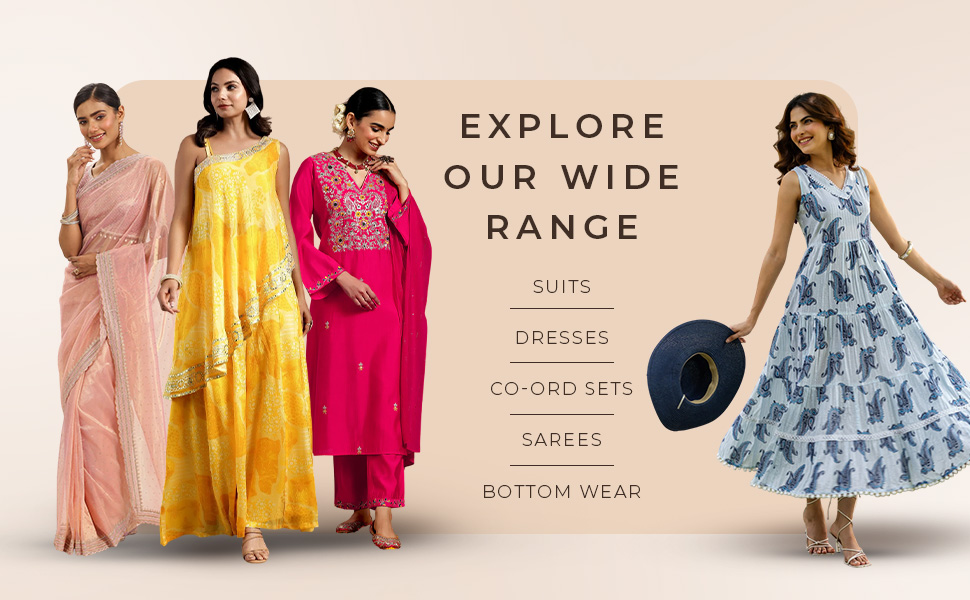 EXPLORE
OUR WIDE
RANGE
SUITS
DRESSES
CO-ORD SETS
SAREES
BOTTOM WEAR